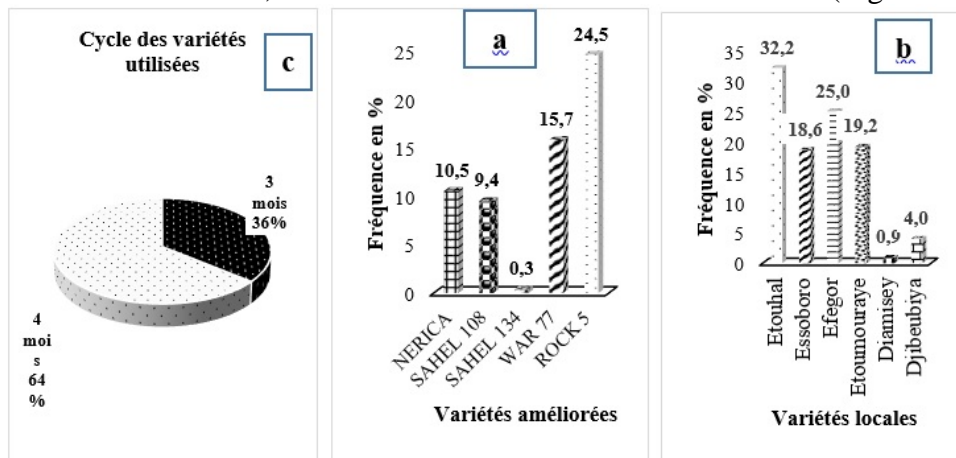 Cycle des variétés
utilisées
c
3
mois
36%
4
moi
s
64
%
a
Fréquence en %
25
20
15
10
5
0
10,5
9,4
0,3
15,7
24,5
NERICA
SAHEL 108
SAHEL 134
WAR 77
ROCK 5
Variétés améliorées
b
Fréquence en %
35
30
25
20
15
10
5
0
32,2
18,6
25,0
19,2
0,9
4,0
Etouhal
Essoboro
Efegor
Etoumouraye
Diamisey
Djibeubiya
Variétés locales